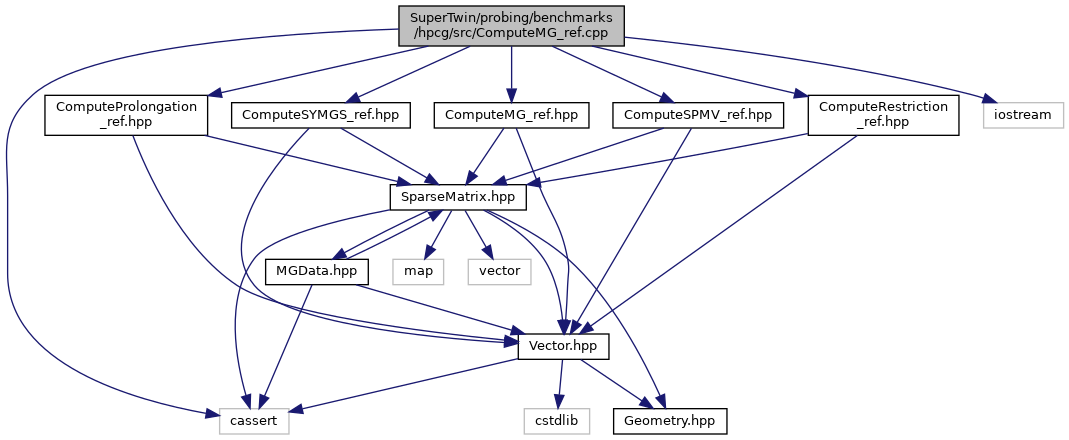 SuperTwin/probing/benchmarks
/hpcg/src/ComputeMG_ref.cpp
ComputeProlongation
_ref.hpp
ComputeSYMGS_ref.hpp
ComputeMG_ref.hpp
ComputeSPMV_ref.hpp
ComputeRestriction
_ref.hpp
iostream
SparseMatrix.hpp
MGData.hpp
map
vector
Vector.hpp
cassert
cstdlib
Geometry.hpp